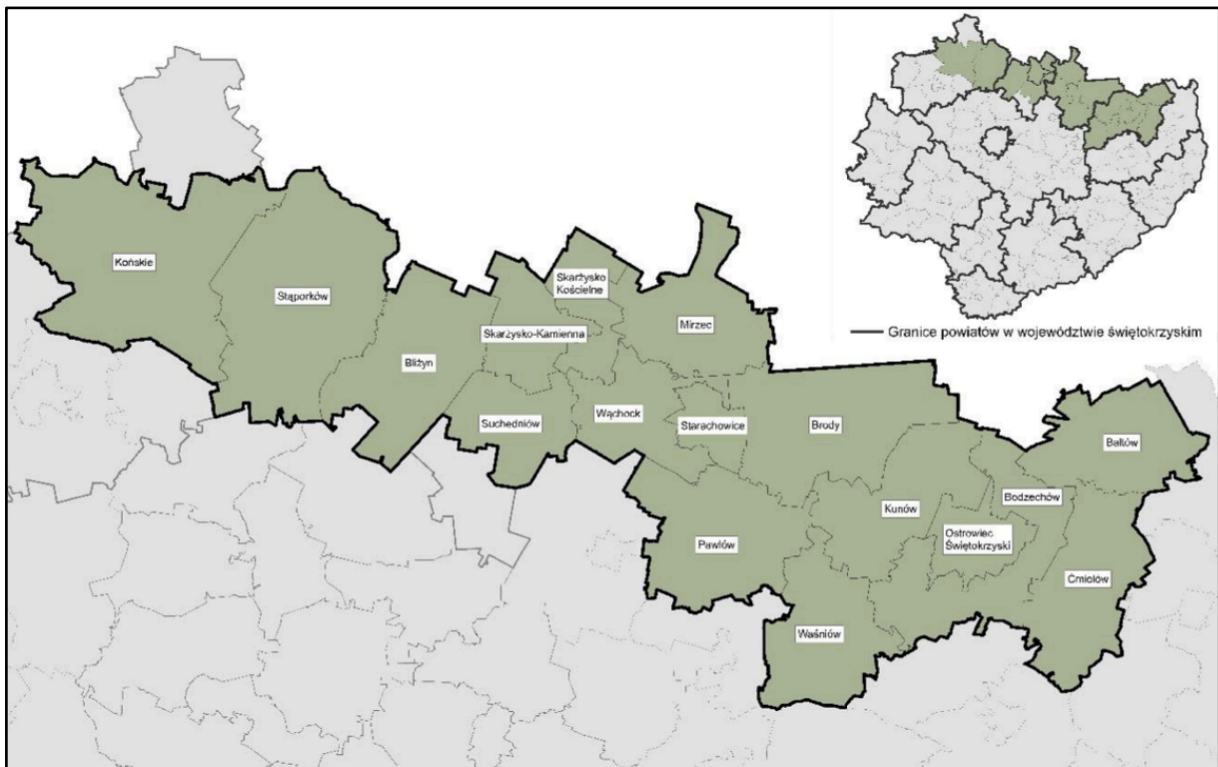 Granice powiatów w województwie świętokrzyskim
Końskie
Stąporków
Bliżyn
Skarżysko
Kościelne
Skarżysko-Kamienna
Mirzec
Suchedniów
Wąchock
Starachowice
Brody
Bałtów
Bodzechów
Kunów
Ostrowiec
Świętokrzyski
Pawłów
Ćmielów
Waśniów